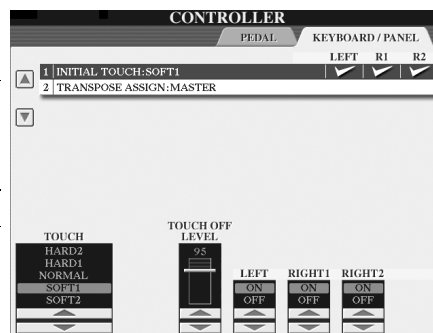 CONTROLLER
PEDAL KEYBOARD / PANEL
LEFT R1 R2
1 INITIAL TOUCH:SOFT1
2 TRANSPOSE ASSIGN:MASTER
TOUCH
HARD2
HARD1
NORMAL
SOFT1
SOFT2
TOUCH OFF
LEVEL
95
LEFT RIGHT1 RIGHT2
ON ON ON
OFF OFF OFF